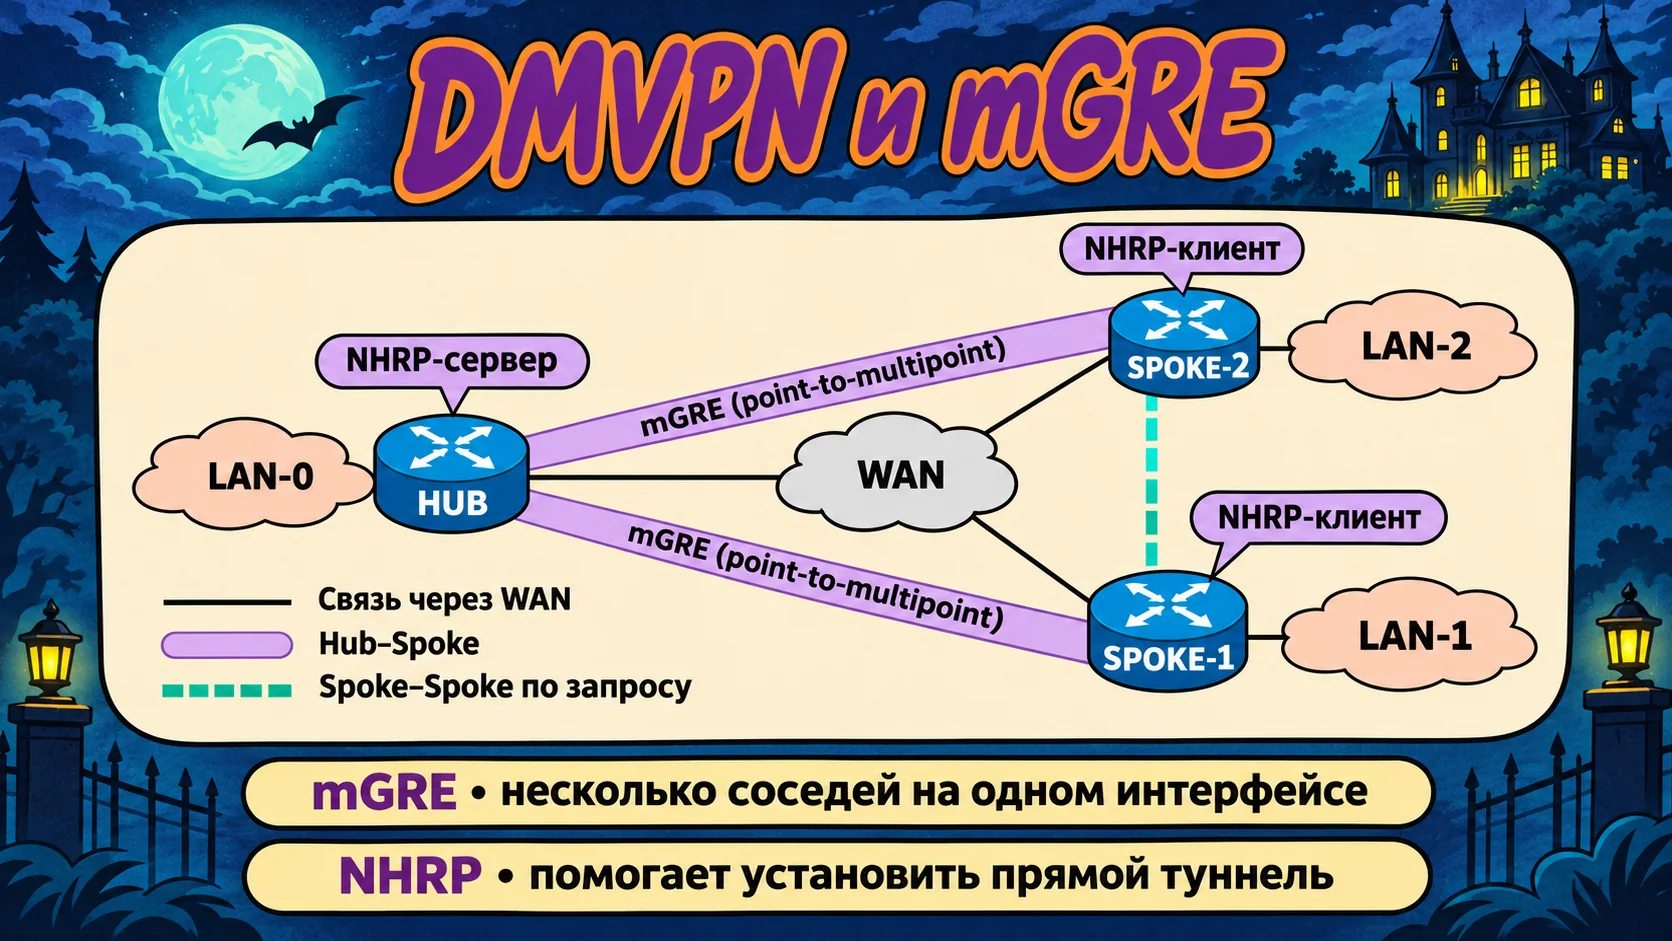 DMVPN и mGRE
NHRP-клиент
NHRP-сервер
mGRE (point-to-multipoint)
SPOKE-2
LAN-2
LAN-0
HUB
WAN
NHRP-клиент
mGRE (point-to-multipoint)
SPOKE-1
LAN-1
Связь через WAN
Hub–Spoke
Spoke–Spoke по запросу
mGRE • несколько соседей на одном интерфейсе
NHRP • помогает установить прямой туннель